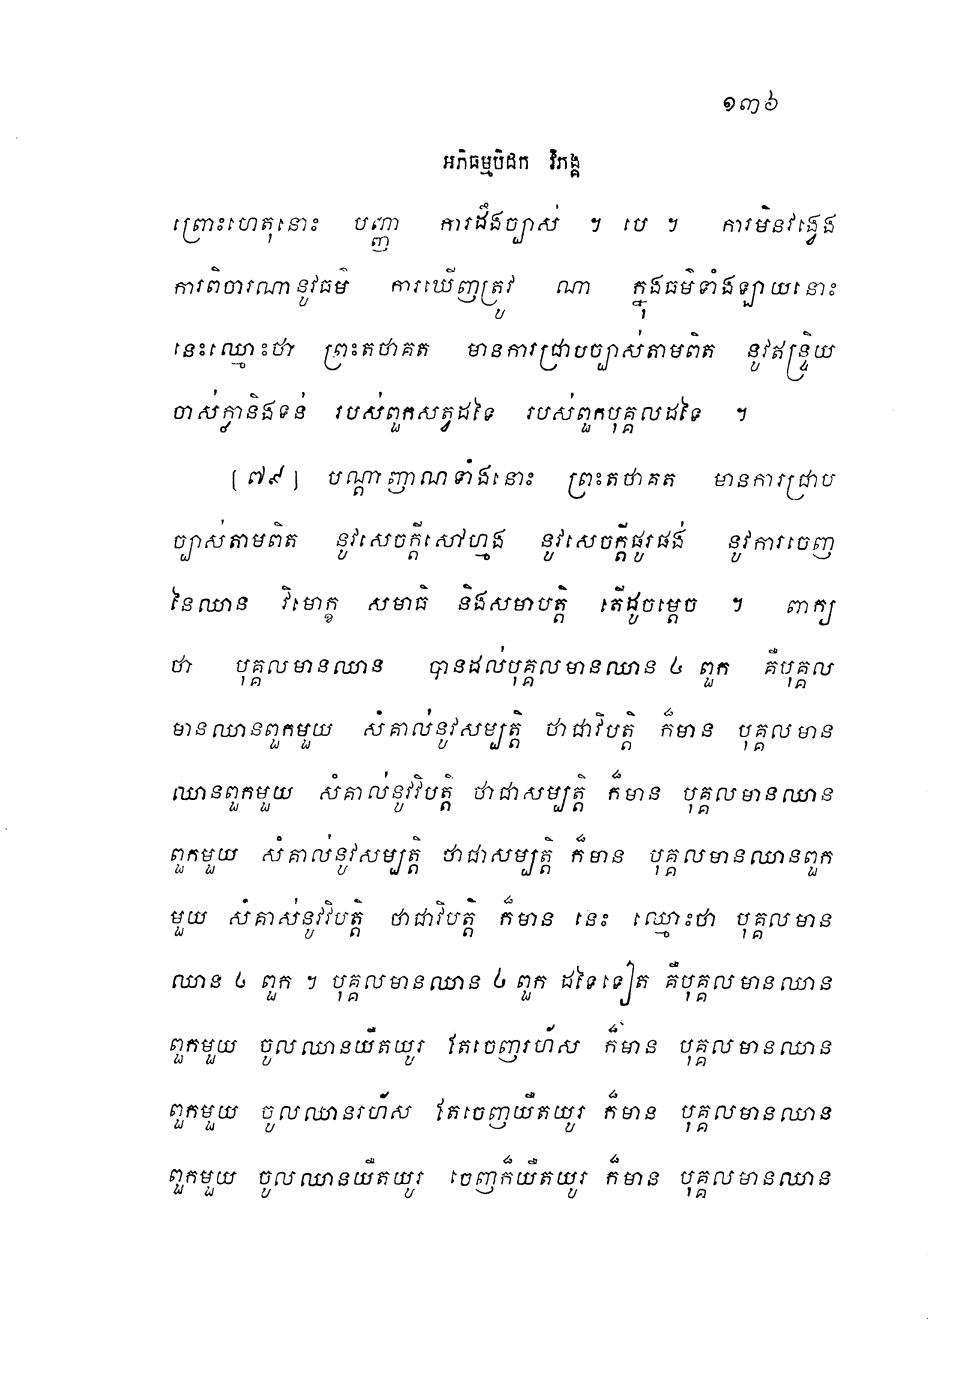 ១៣៦
អភិធម្មបិដក វិភង្គ
ព្រោះហេតុនោះ បញ្ញា ការដឹងច្បាស់ ។ បេ ។ ការមិនវង្វេង
ការពិចារណានូវធម៌ ការឃើញត្រូវ ណា ក្នុងធម៌ទាំងឡាយនោះ
នេះឈ្មោះថា ព្រះតថាគត មានការជ្រាបច្បាស់តាមពិត នូវឥន្ទ្រិយ
ចាស់ក្លានិងទន់ របស់ពួកសត្វដទៃ របស់ពួកបុគ្គលដទៃ ។
[៧៩] បណ្តាញាណទាំងនោះ ព្រះតថាគត មានការជ្រាប
ច្បាស់តាមពិត នូវសេចក្តីសៅហ្មង នូវសេចក្តីផូរផង់ នូវការចេញ
នៃឈាន វិមោក្ខ សមាធិ និងសមាបត្តិ តើដូចម្តេច ។ ពាក្យ
ថា បុគ្គលមានឈាន បានដល់បុគ្គលមានឈាន ៤ ពួក គឺបុគ្គល
មានឈានពួកមួយ សំគាល់នូវសម្បត្តិ ថាជាវិបត្តិ ក៏មាន បុគ្គលមាន
ឈានពួកមួយ សំគាល់នូវវិបត្តិ ថាជាសម្បត្តិ ក៏មាន បុគ្គលមានឈាន
ពួកមួយ សំគាល់នូវសម្បត្តិ ថាជាសម្បត្តិ ក៏មាន បុគ្គលមានឈានពួក
មួយ សំគាស់នូវវិបត្តិ ថាជាវិបត្តិ ក៏មាន នេះ ឈ្មោះថា បុគ្គលមាន
ឈាន ៤ ពួក ។ បុគ្គលមានឈាន ៤ ពួក ដទៃទៀត គឺបុគ្គលមានឈាន
ពួកមួយ ចូលឈានយឺតយូរ តែចេញរហ័ស ក៏មាន បុគ្គលមានឈាន
ពួកមួយ ចូលឈានរហ័ស តែចេញយឺតយូរ ក៏មាន បុគ្គលមានឈាន
ពួកមួយ ចូលឈានយឺតយូរ ចេញក៏យឺតយូរ ក៏មាន បុគ្គលមានឈាន